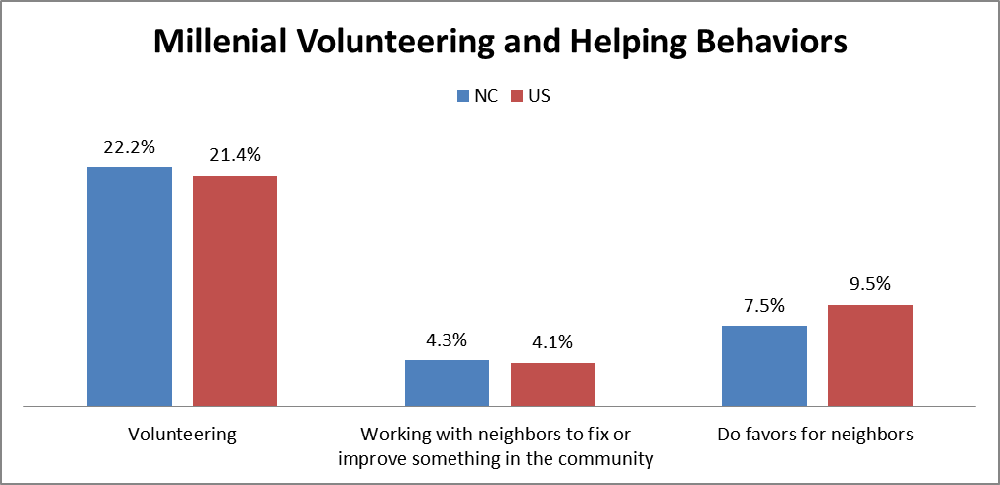 Millenial Volunteering and Helping Behaviors
NC US
22.2%
21.4%
4.3%
4.1%
7.5%
9.5%
Volunteering
Working with neighbors to fix or
improve something in the community
Do favors for neighbors